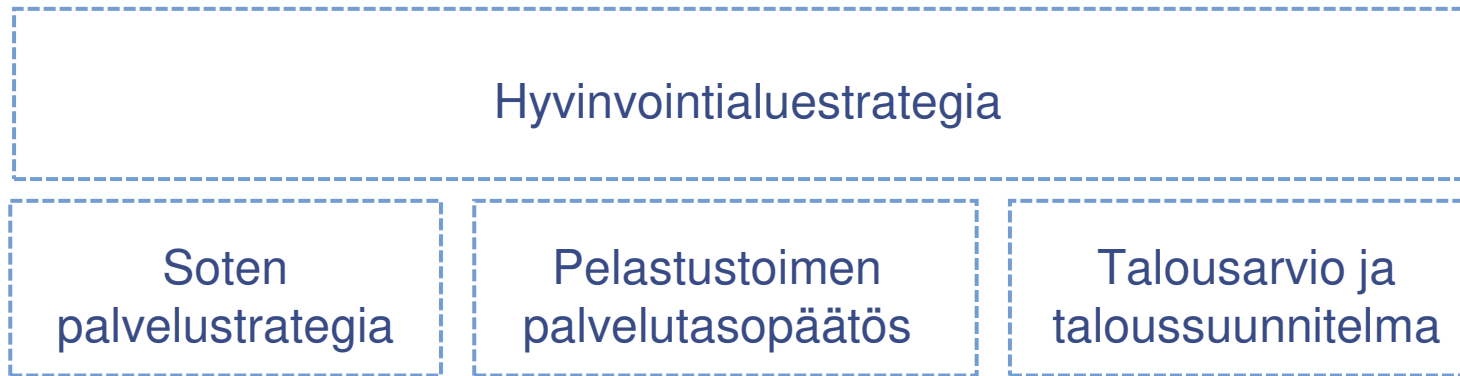 Hyvinvointialuestrategia
Soten
palvelustrategia
Pelastustoimen
palvelutasopäätös
Talousarvio ja
taloussuunnitelma